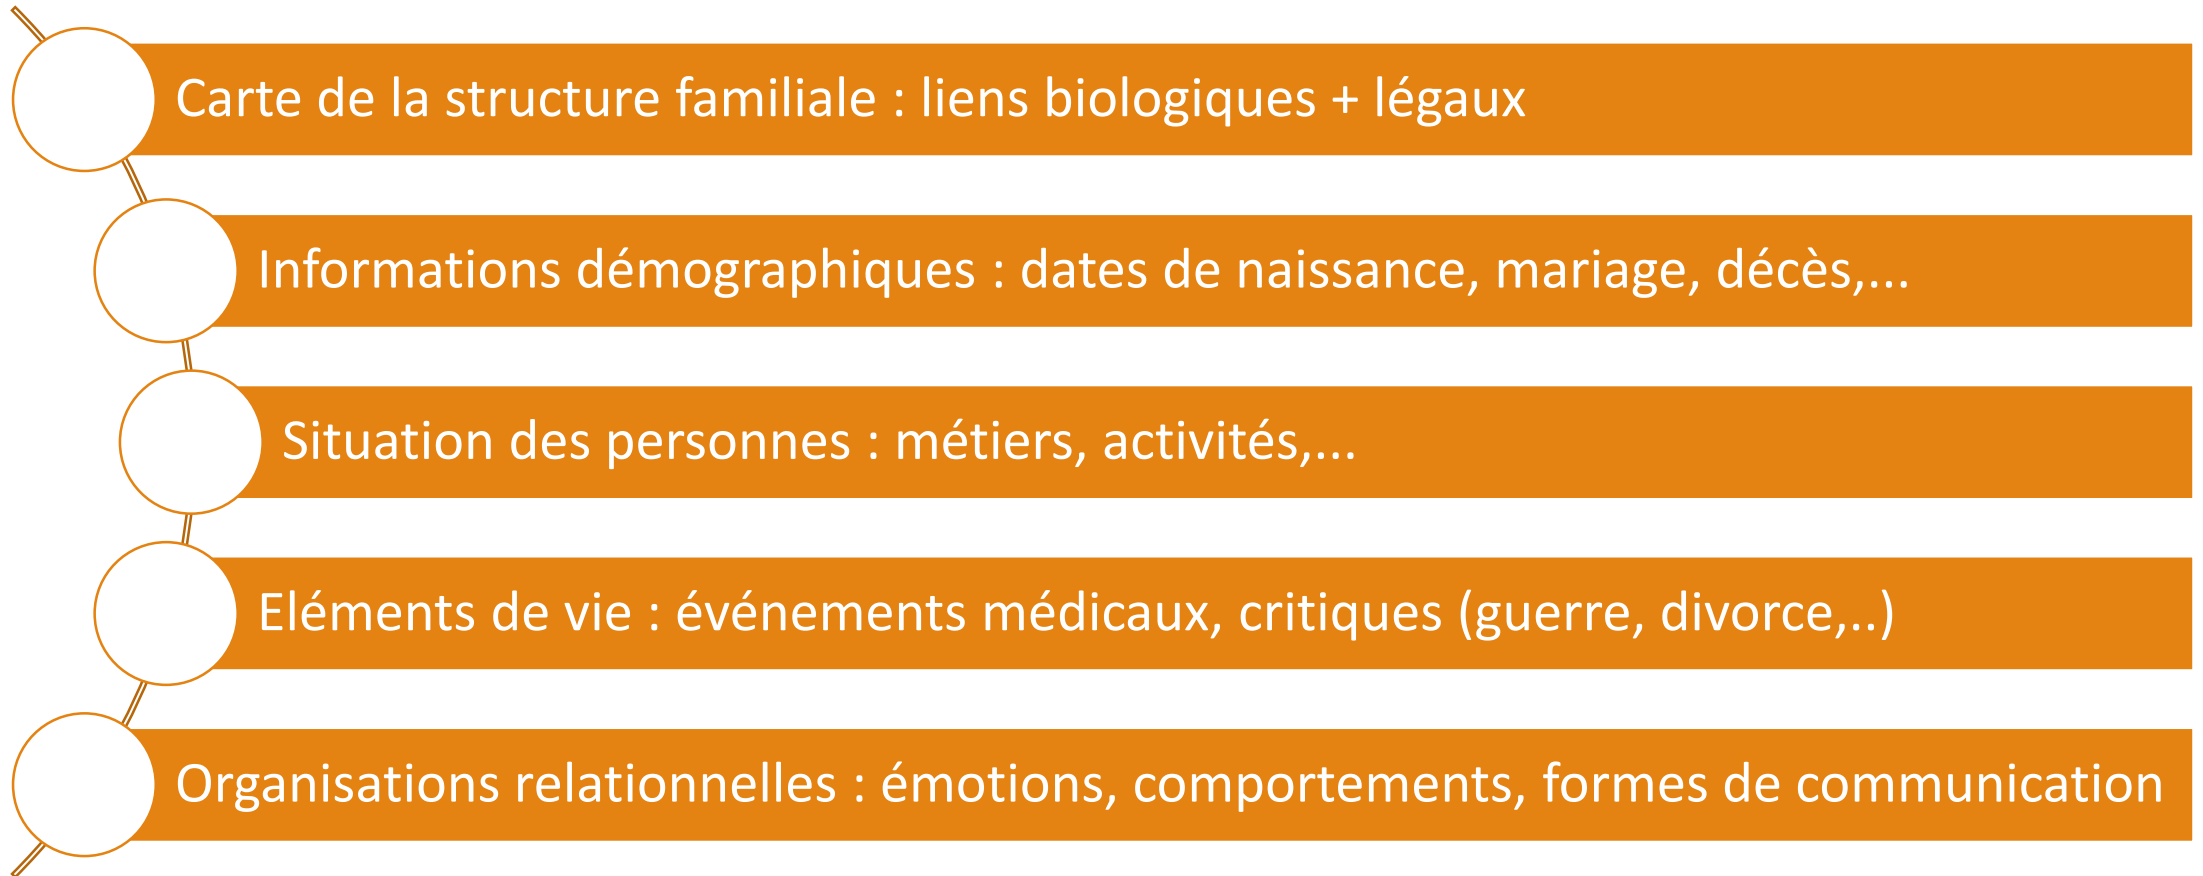 Carte de la structure familiale : liens biologiques + légaux
Informations démographiques : dates de naissance, mariage, décès,...
Situation des personnes : métiers, activités,...
Eléments de vie : événements médicaux, critiques (guerre, divorce,..)
Organisations relationnelles : émotions, comportements, formes de communication